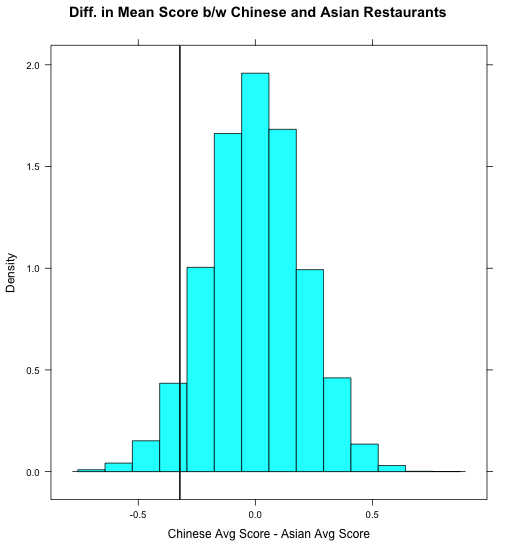 Diff. in Mean Score b/w Chinese and Asian Restaurants
2.0
1.5
1.0
0.5
0.0
Density
-0.5 0.0 0.5
Chinese Avg Score - Asian Avg Score